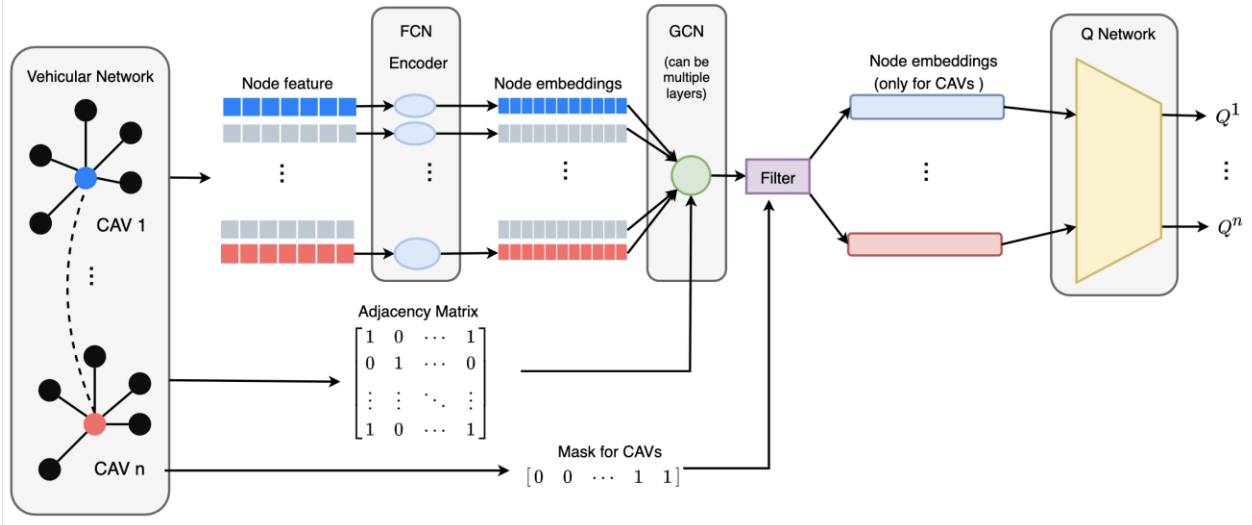 Vehicular Network
CAV 1
⋮
CAV n
Node feature
⋮
FCN
Encoder
⋮
Node embeddings
⋮
GCN
(can be
multiple
layers)
Filter
Node embeddings
(only for CAVs )
⋮
Q Network
Q^1
⋮
Q^n
Adjacency Matrix
1 0 ⋯ 1
0 1 ⋯ 0
⋮ ⋮ ⋱ ⋮
1 0 ⋯ 1
Mask for CAVs
[0 0 ⋯ 1 1]